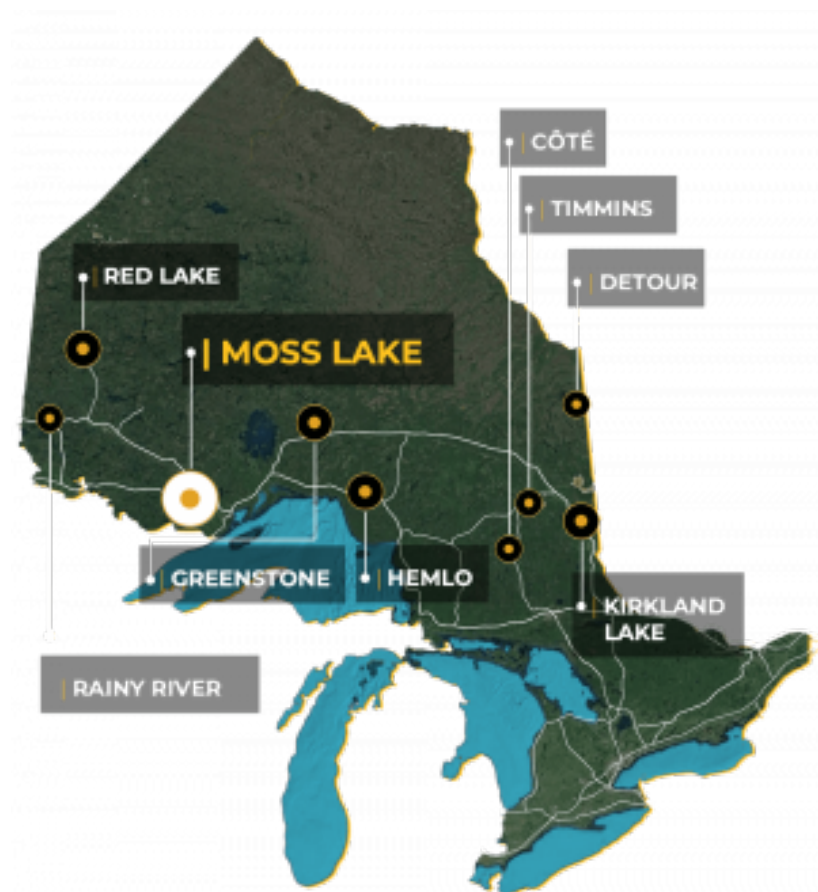 CÔTÉ
TIMMINS
RED LAKE
DETOUR
| MOSS LAKE
GREENSTONE
HEMLO
KIRKLAND
LAKE
RAINY RIVER